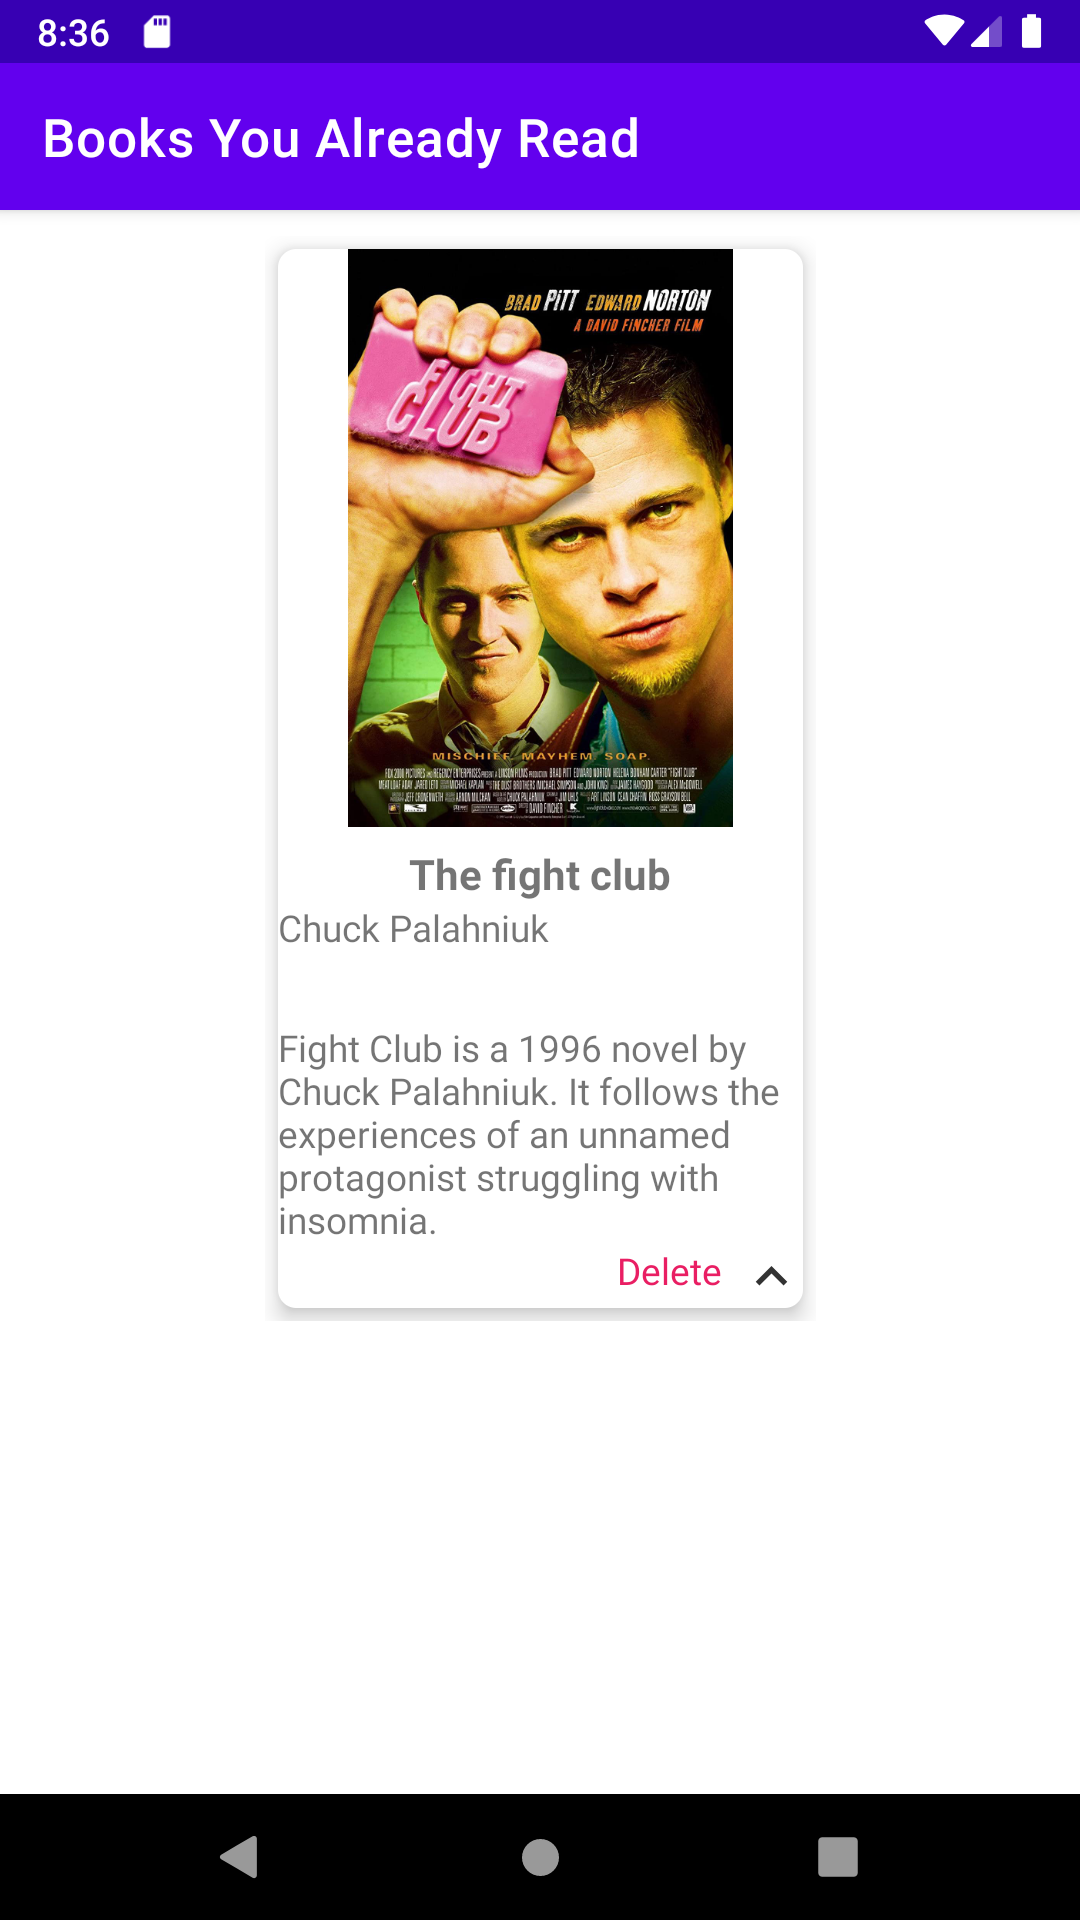 8:36
Books You Already Read
BRAD PITT EDWARD NORTON
A DAVID FINCHER FILM
FIGHT
CLUB
MISCHIEF. MAYHEM. SOAP.
The fight club
Chuck Palahniuk
Fight Club is a 1996 novel by
Chuck Palahniuk. It follows the
experiences of an unnamed
protagonist struggling with
insomnia.
Delete